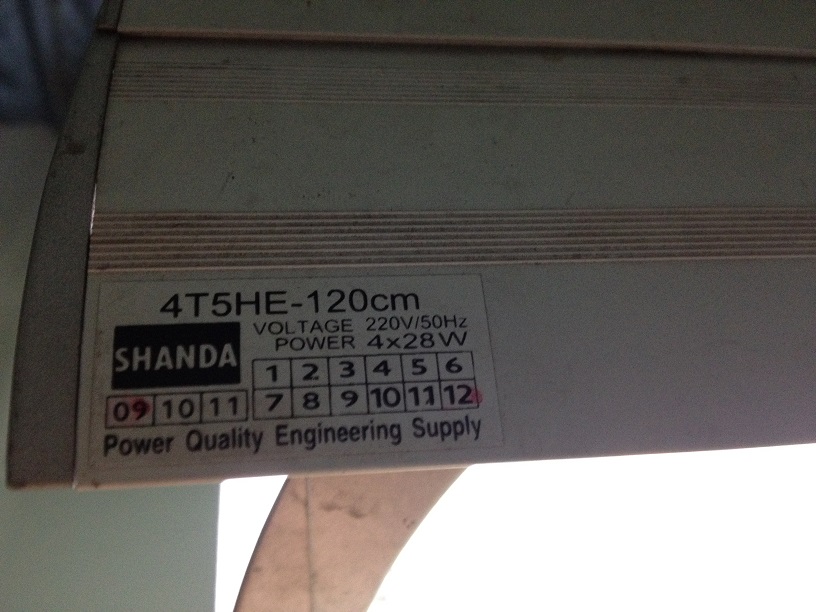 4T5HE-120cm
SHANDA
VOLTAGE 220V/50Hz
POWER 4x28W
1 2 3 4 5 6
09 10 11 7 8 9 10 11 12
Power Quality Engineering Supply